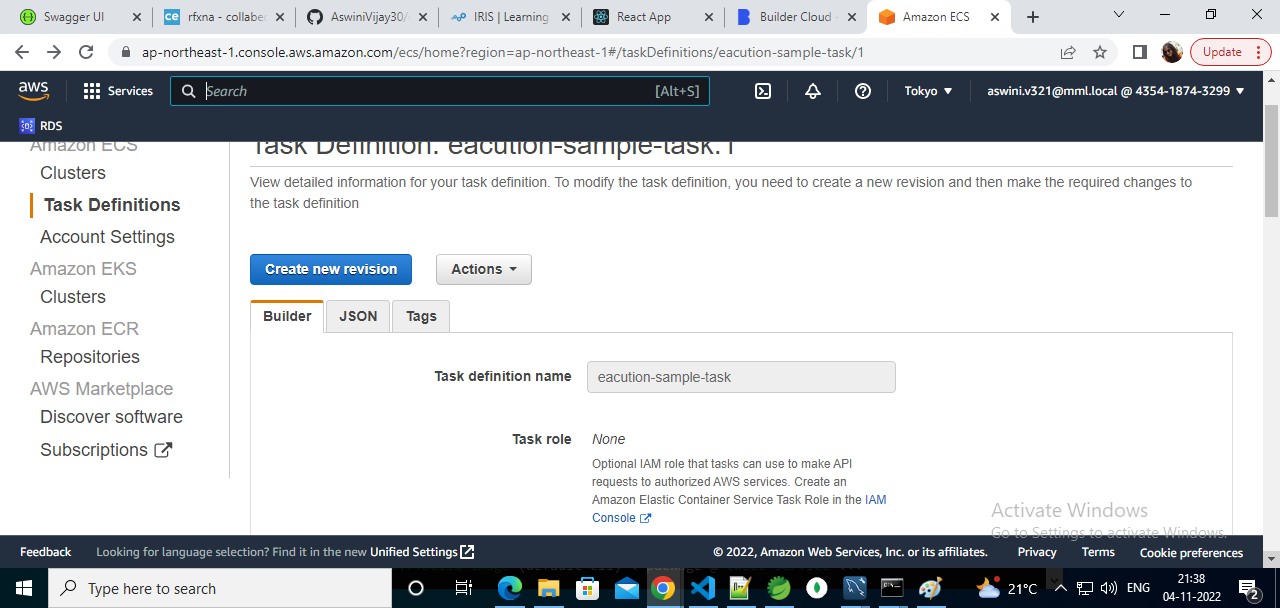 Swagger UI
rfxna - collabec
AswiniVijay30/
IRIS | Learning
React App
Builder Cloud -
Amazon ECS
ap-northeast-1.console.aws.amazon.com/ecs/home?region=ap-northeast-1#/taskDefinitions/eacution-sample-task/1
Update
aws
Services
Search
[Alt+S]
Tokyo
aswini.v321@mml.local @ 4354-1874-3299
RDS
Amazon ECS
Clusters
Task Definitions
Account Settings
Amazon EKS
Clusters
Amazon ECR
Repositories
AWS Marketplace
Discover software
Subscriptions
Task Definition: eacution-sample-task:1
View detailed information for your task definition. To modify the task definition, you need to create a new revision and then make the required changes to
the task definition
Create new revision
Actions
Builder
JSON
Tags
Task definition name
eacution-sample-task
Task role
None
Optional IAM role that tasks can use to make API
requests to authorized AWS services. Create an
Amazon Elastic Container Service Task Role in the IAM
Console
Activate Windows
Go to Settings to activate Windows.
Feedback
Looking for language selection? Find it in the new Unified Settings
© 2022, Amazon Web Services, Inc. or its affiliates.
Privacy
Terms
Cookie preferences
Type here to search
21°C
ENG
21:38
04-11-2022
2